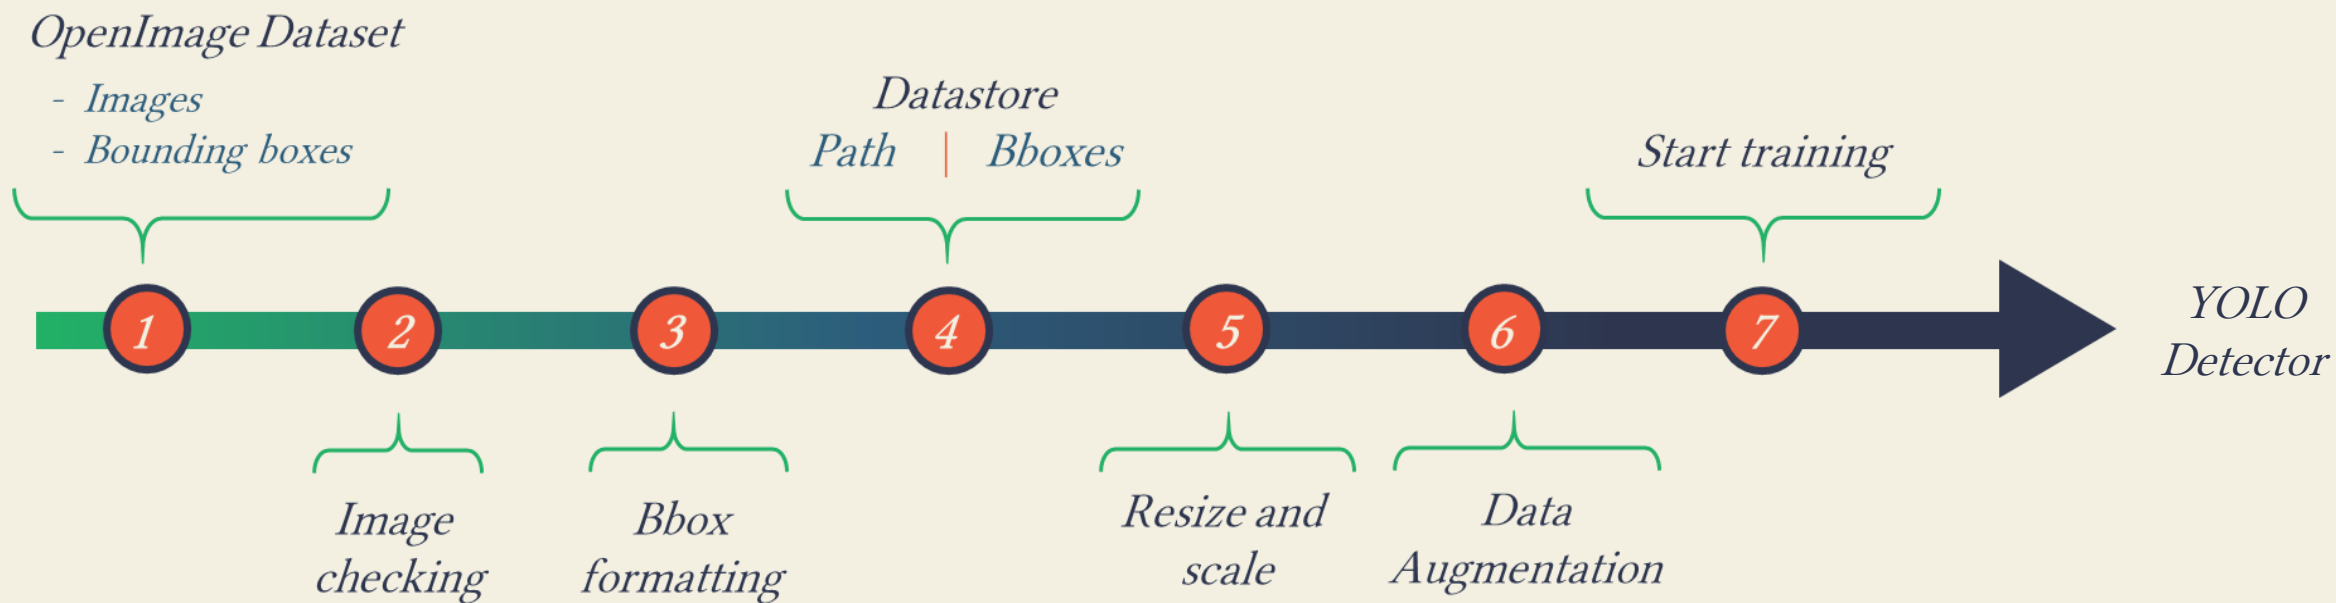 OpenImage Dataset
- Images
- Bounding boxes
Datastore
Path | Bboxes
Start training
1 2 3 4 5 6 7
YOLO
Detector
Image
checking
Bbox
formatting
Resize and
scale
Data
Augmentation